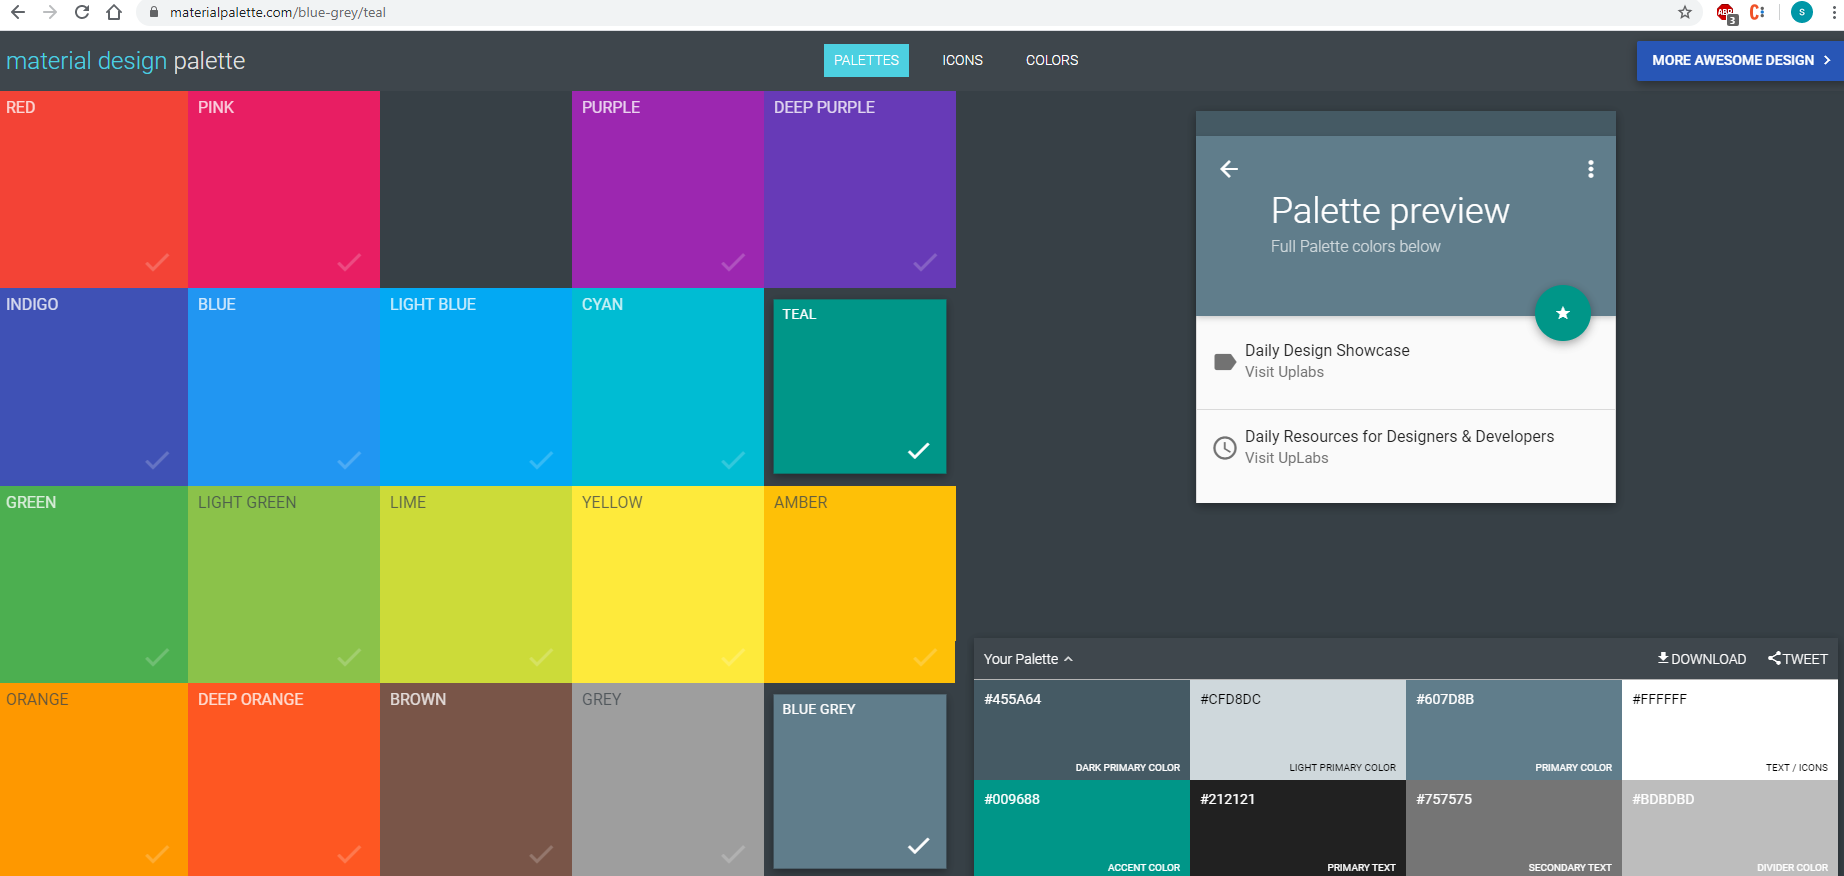 materialpalette.com/blue-grey/teal
ABP
3
S
material design palette
PALETTES
ICONS
COLORS
MORE AWESOME DESIGN
RED
PINK
PURPLE
DEEP PURPLE
INDIGO
BLUE
LIGHT BLUE
CYAN
TEAL
GREEN
LIGHT GREEN
LIME
YELLOW
AMBER
ORANGE
DEEP ORANGE
BROWN
GREY
BLUE GREY
Palette preview
Full Palette colors below
Daily Design Showcase
Visit Uplabs
Daily Resources for Designers & Developers
Visit UpLabs
Your Palette
DOWNLOAD
TWEET
#455A64
DARK PRIMARY COLOR
#CFD8DC
LIGHT PRIMARY COLOR
#607D8B
PRIMARY COLOR
#FFFFFF
TEXT / ICONS
#009688
ACCENT COLOR
#212121
PRIMARY TEXT
#757575
SECONDARY TEXT
#BDBDBD
DIVIDER COLOR